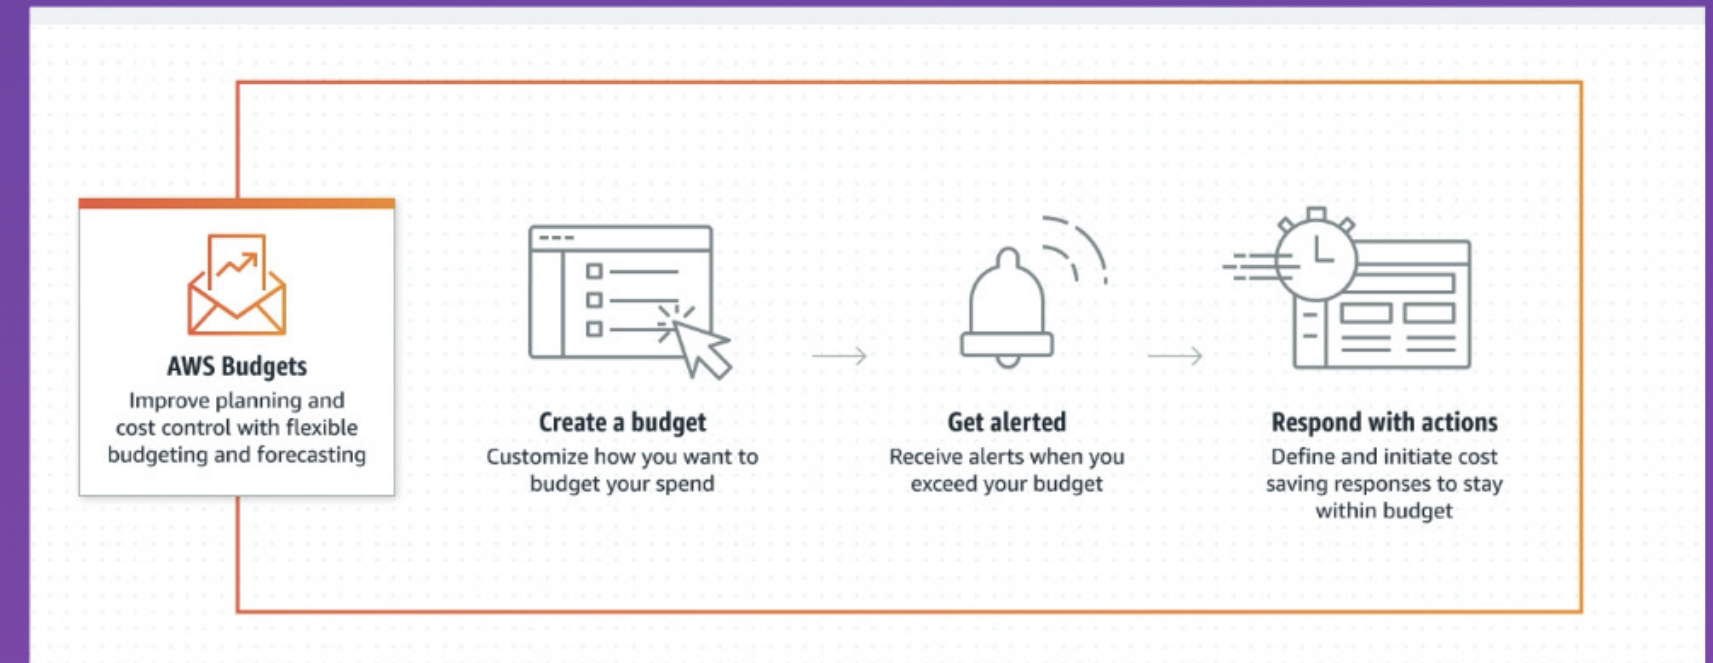 AWS Budgets
Improve planning and
cost control with flexible
budgeting and forecasting
Create a budget
Customize how you want to
budget your spend
Get alerted
Receive alerts when you
exceed your budget
Respond with actions
Define and initiate cost
saving responses to stay
within budget